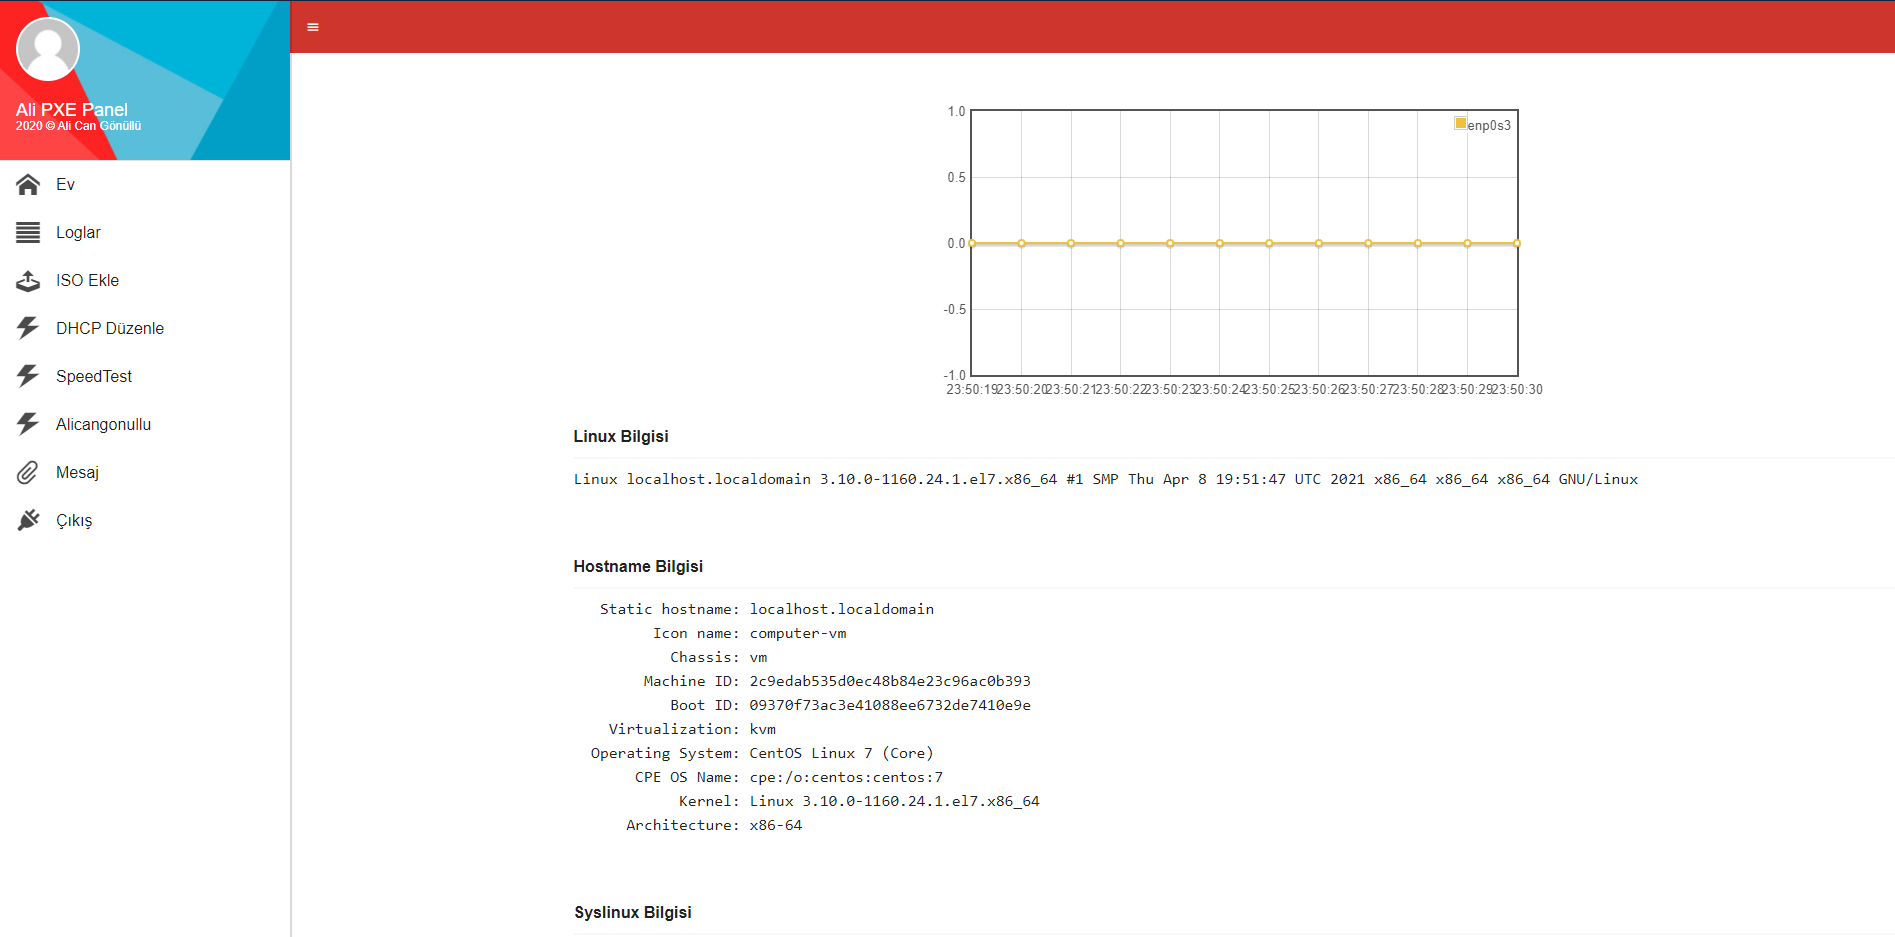 Ali PXE Panel
2020 © Ali Can Gönüllü
Ev
Loglar
ISO Ekle
DHCP Düzenle
SpeedTest
Alicangonullu
Mesaj
Çıkış
1.0
0.5
0.0
-0.5
-1.0
enp0s3
23:50:19 23:50:20 23:50:21 23:50:22 23:50:23 23:50:24 23:50:25 23:50:26 23:50:27 23:50:28 23:50:29 23:50:30
Linux Bilgisi
Linux localhost.localdomain 3.10.0-1160.24.1.el7.x86_64 #1 SMP Thu Apr 8 19:51:47 UTC 2021 x86_64 x86_64 x86_64 GNU/Linux
Hostname Bilgisi
Static hostname: localhost.localdomain
Icon name: computer-vm
Chassis: vm
Machine ID: 2c9edab535d0ec48b84e23c96ac0b393
Boot ID: 09370f73ac3e41088ee6732de7410e9e
Virtualization: kvm
Operating System: CentOS Linux 7 (Core)
CPE OS Name: cpe:/o:centos:centos:7
Kernel: Linux 3.10.0-1160.24.1.el7.x86_64
Architecture: x86-64
Syslinux Bilgisi